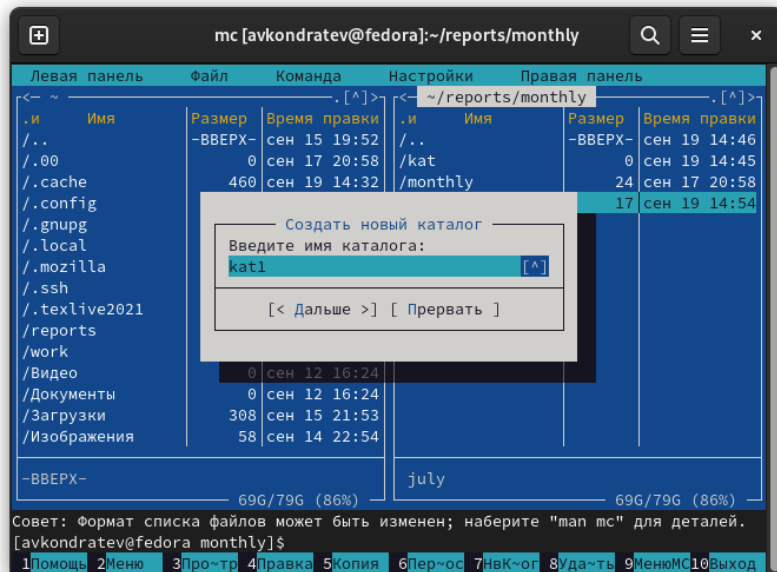 mc [avkondratev@fedora]:~/reports/monthly
Левая панель Файл Команда Настройки Правая панель
<— ~ .[^]> <— ~/reports/monthly .[^]>
.и Имя Размер Время правки .и Имя Размер Время правки
/.. -ВВЕРХ- сен 15 19:52 /.. -ВВЕРХ- сен 19 14:46
/.00 0 сен 17 20:58 /kat 0 сен 19 14:45
/.cache 460 сен 19 14:32 /monthly 24 сен 17 20:58
/.config 17 сен 19 14:54
/.gnupg Создать новый каталог
/.local Введите имя каталога:
/.mozilla kat1 [^]
/.ssh
/.texlive2021 [< Дальше >] [ Прервать ]
/reports
/work
/Видео 0 сен 12 16:24
/Документы 0 сен 12 16:24
/Загрузки 308 сен 15 21:53
/Изображения 58 сен 14 22:54
-ВВЕРХ- july
69G/79G (86%) 69G/79G (86%)
Совет: Формат списка файлов может быть изменен; наберите "man mc" для деталей.
[avkondratev@fedora monthly]$
1Помощь 2Меню 3Про~тр 4Правка 5Копия 6Пер~ос 7НвК~ог 8Уда~ть 9МенюМС10Выход